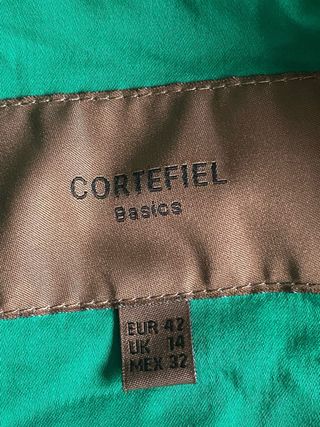 CORTEFIEL
Basics
EUR 42
UK 14
MEX 32